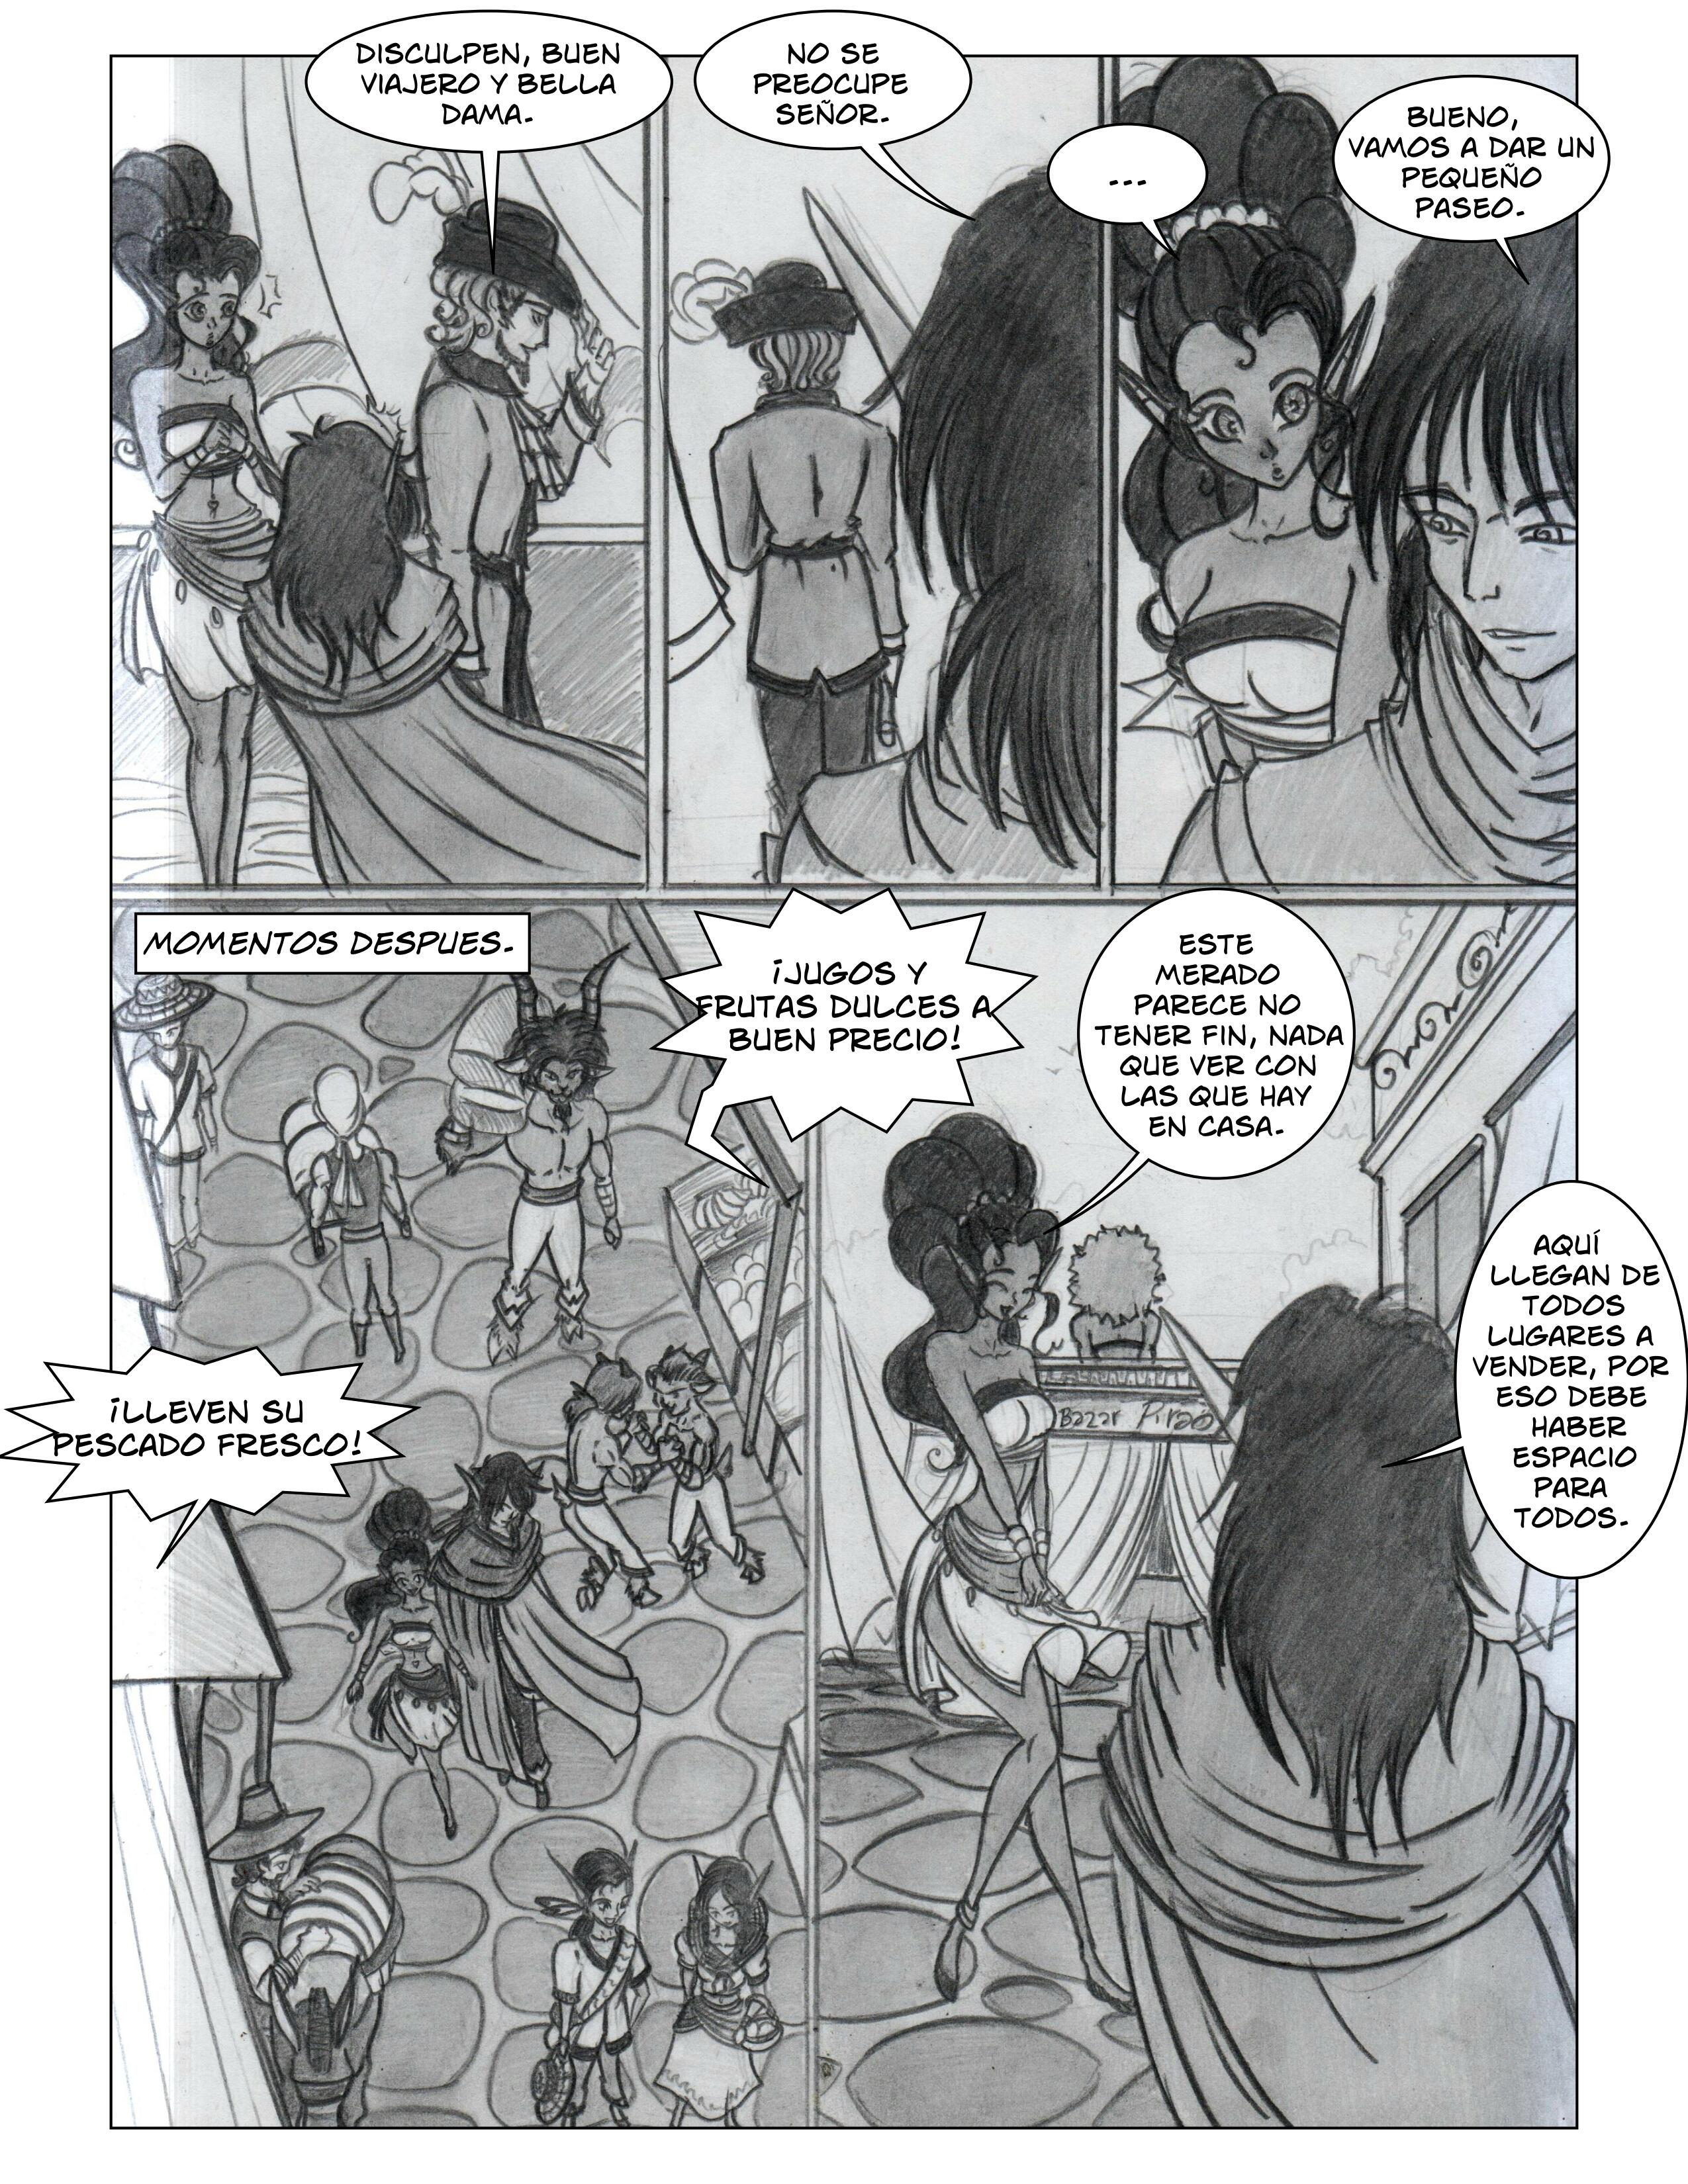 DISCULPEN, BUEN
VIAJERO Y BELLA
DAMA.
NO SE
PREOCUPE
SEÑOR.
...
BUENO,
VAMOS A DAR UN
PEQUEÑO
PASEO.
MOMENTOS DESPUES.
¡JUGOS Y
FRUTAS DULCES A
BUEN PRECIO!
¡LLEVEN SU
PESCADO FRESCO!
ESTE
MERADO
PARECE NO
TENER FIN, NADA
QUE VER CON
LAS QUE HAY
EN CASA.
AQUÍ
LLEGAN DE
TODOS
LUGARES A
VENDER, POR
ESO DEBE
HABER
ESPACIO
PARA
TODOS.
Bazar